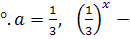 ∴ a = 1/3, (1/3)^x −